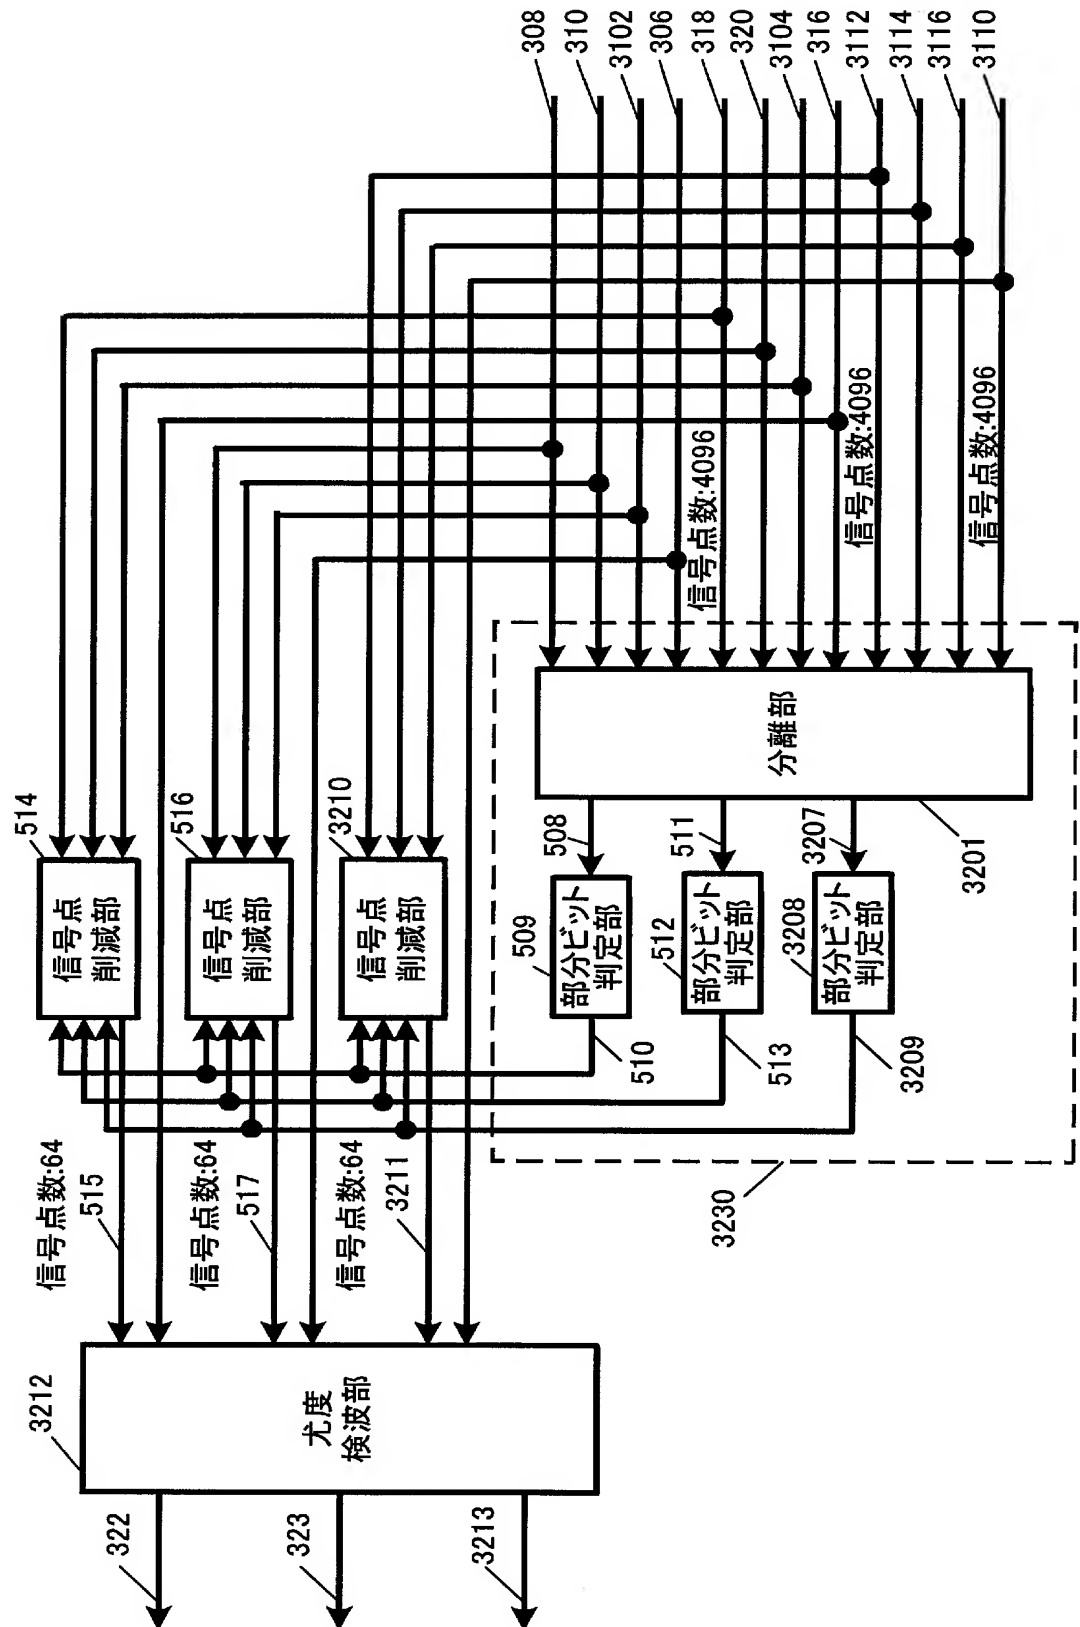 308
310
3102
306
318
320
3104
316
3112
3114
3116
3110
信号点数:4096
信号点数:4096
信号点数:4096
514
信号点
削減部
516
信号点
削減部
3210
信号点
削減部
分離部
3201
508
511
3207
509
部分ビット
判定部
512
部分ビット
判定部
3208
部分ビット
判定部
510
513
3209
3230
信号点数:64
515
信号点数:64
517
信号点数:64
3211
3212
尤度
検波部
322
323
3213